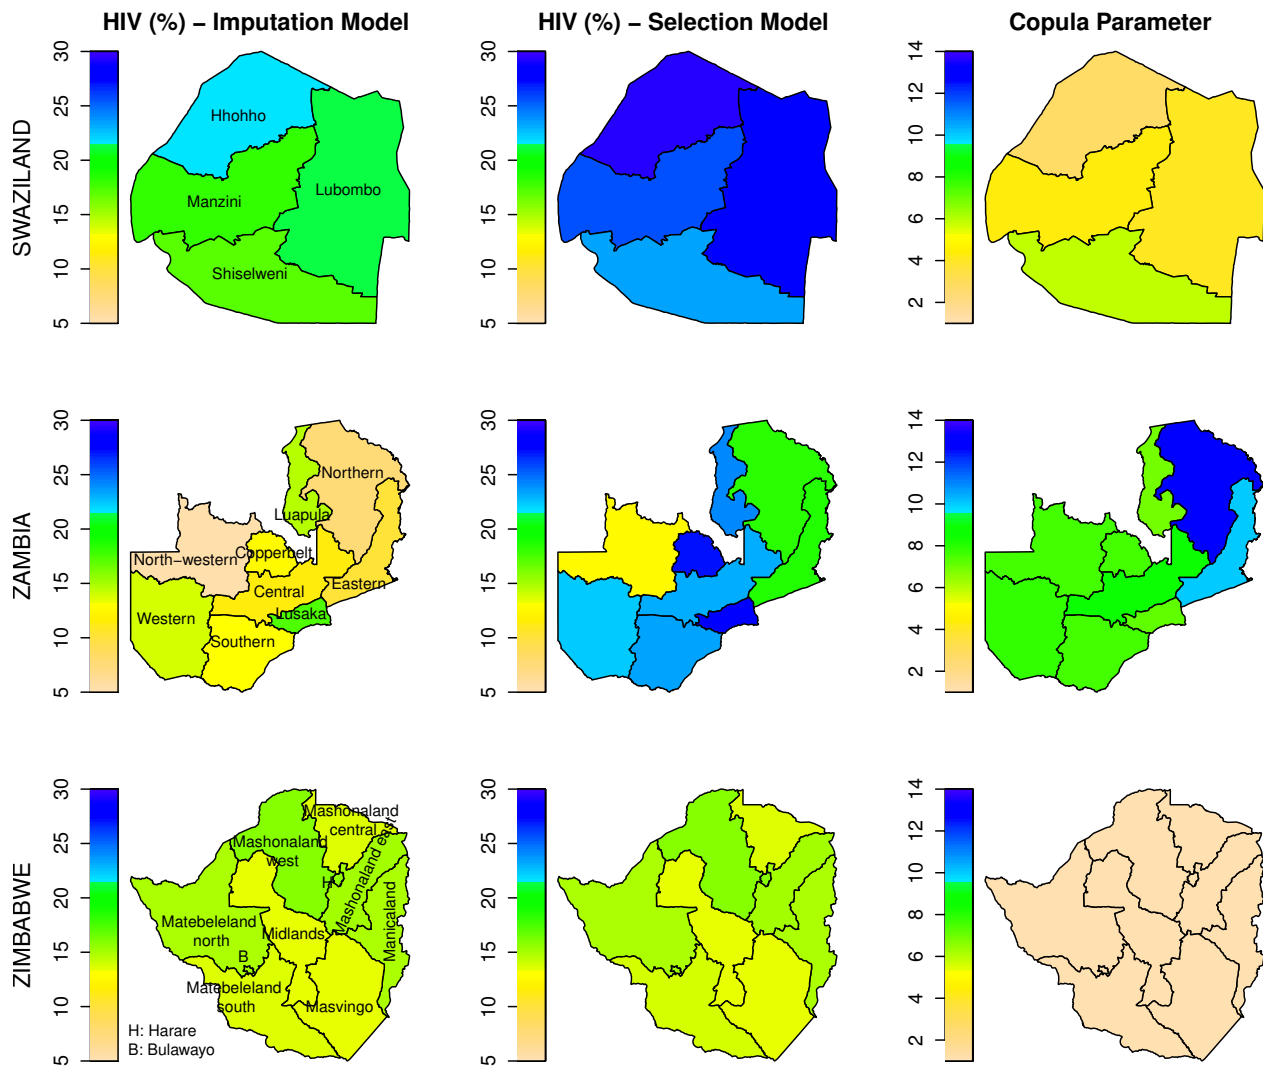 HIV (%) – Imputation Model
HIV (%) – Selection Model
Copula Parameter
SWAZILAND
30
25
20
15
10
5
Hhohho
Manzini
Lubombo
Shiselweni
30
25
20
15
10
5
14
12
10
8
6
4
2
ZAMBIA
30
25
20
15
10
5
Northern
Luapula
Copperbelt
North–western
Central
Eastern
Lusaka
Western
Southern
30
25
20
15
10
5
14
12
10
8
6
4
2
ZIMBABWE
30
25
20
15
10
5
Mashonaland
central
Mashonaland
west
Mashonaland east
H
Manicaland
Matebeleland
north
Midlands
B
Matebeleland
south
Masvingo
H: Harare
B: Bulawayo
30
25
20
15
10
5
14
12
10
8
6
4
2